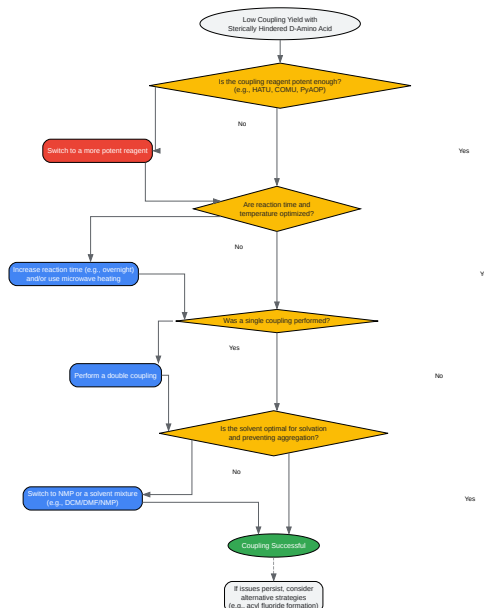 Low Coupling Yield with
Sterically Hindered D-Amino Acid
Is the coupling reagent potent enough?
(e.g., HATU, COMU, PyAOP)
No
Switch to a more potent reagent
Yes
Are reaction time and
temperature optimized?
No
Increase reaction time (e.g., overnight)
and/or use microwave heating
Y
Was a single coupling performed?
Yes
Perform a double coupling
No
Is the solvent optimal for solvation
and preventing aggregation?
No
Switch to NMP or a solvent mixture
(e.g., DCM/DMF/NMP)
Yes
Coupling Successful
If issues persist, consider
alternative strategies
(e.g., acyl fluoride formation)